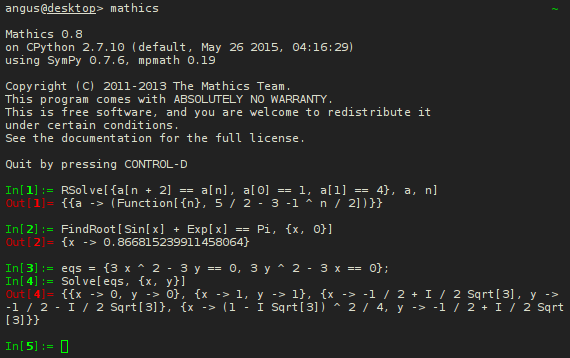 angus@desktop> mathics ~
Mathics 0.8
on CPython 2.7.10 (default, May 26 2015, 04:16:29)
using SymPy 0.7.6, mpmath 0.19
Copyright (C) 2011-2013 The Mathics Team.
This program comes with ABSOLUTELY NO WARRANTY.
This is free software, and you are welcome to redistribute it
under certain conditions.
See the documentation for the full license.
Quit by pressing CONTROL-D
In[1]:= RSolve[{a[n + 2] == a[n], a[0] == 1, a[1] == 4}, a, n]
Out[1]= {{a -> (Function[{n}, 5 / 2 - 3 -1 ^ n / 2])}}
In[2]:= FindRoot[Sin[x] + Exp[x] == Pi, {x, 0}]
Out[2]= {x -> 0.866815239911458064}
In[3]:= eqs = {3 x ^ 2 - 3 y == 0, 3 y ^ 2 - 3 x == 0};
In[4]:= Solve[eqs, {x, y}]
Out[4]= {{x -> 0, y -> 0}, {x -> 1, y -> 1}, {x -> -1 / 2 + I / 2 Sqrt[3], y ->
-1 / 2 - I / 2 Sqrt[3]}, {x -> (1 - I Sqrt[3]) ^ 2 / 4, y -> -1 / 2 + I / 2 Sqrt
[3]}}
In[5]:=